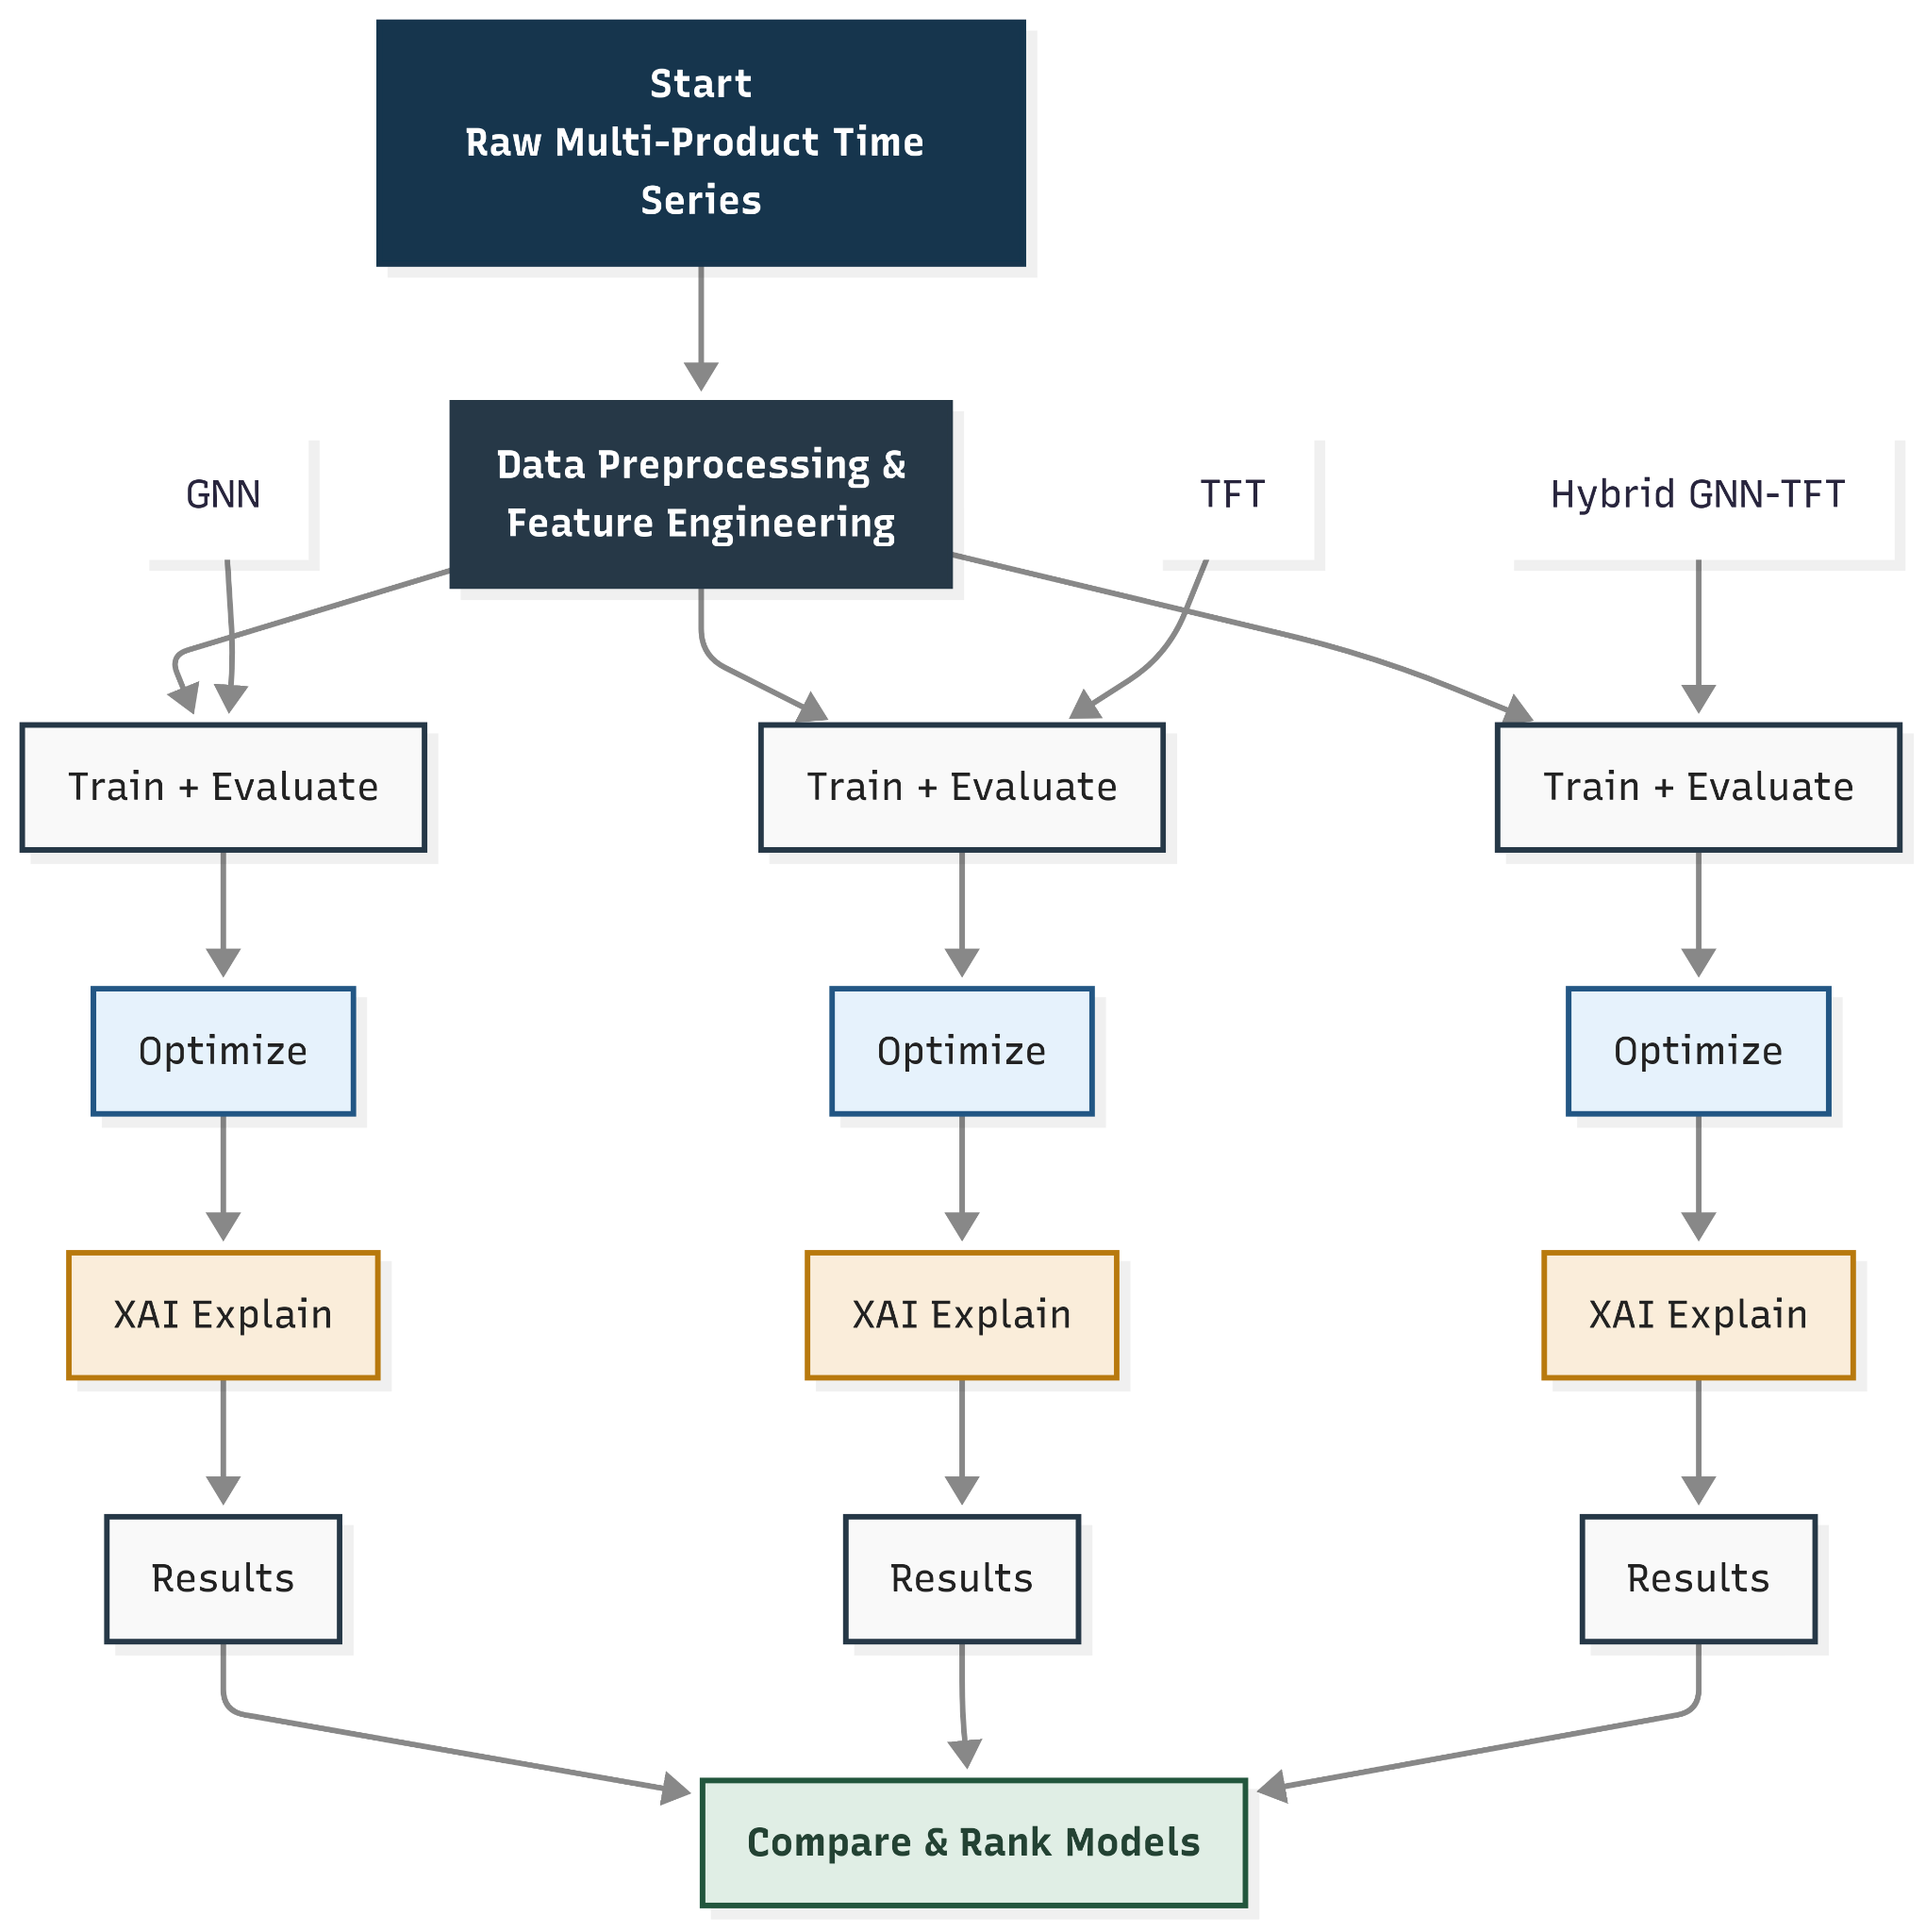 Start
Raw Multi-Product Time
Series
Data Preprocessing &
Feature Engineering
GNN
TFT
Hybrid GNN-TFT
Train + Evaluate
Train + Evaluate
Train + Evaluate
Optimize
Optimize
Optimize
XAI Explain
XAI Explain
XAI Explain
Results
Results
Results
Compare & Rank Models